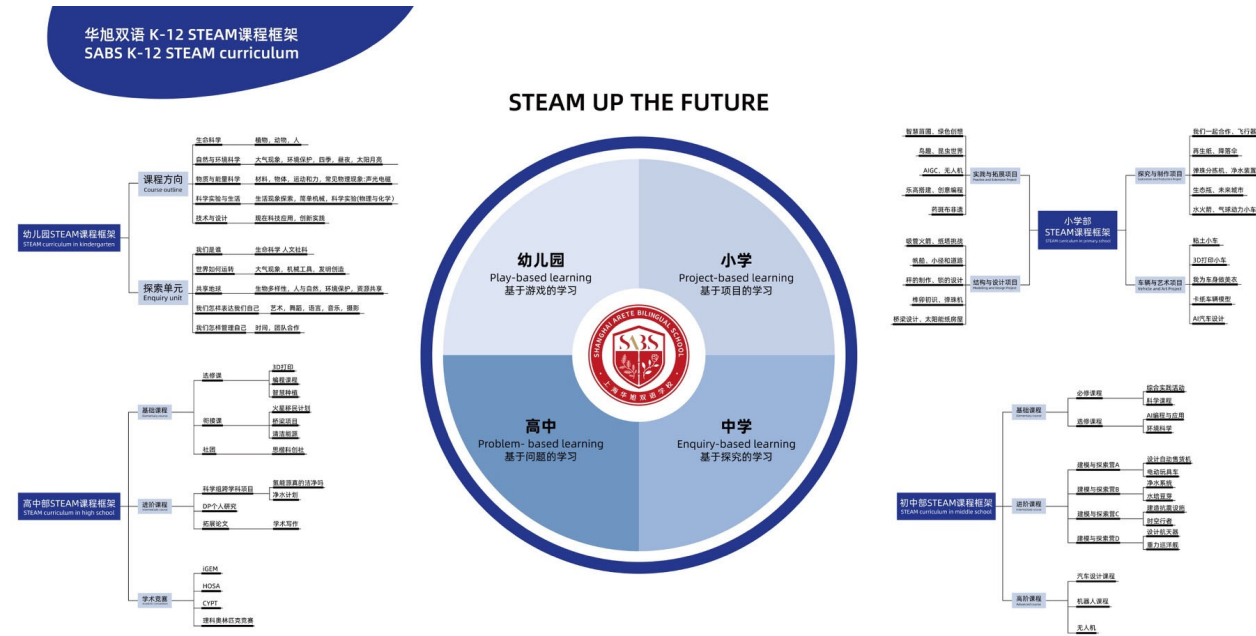 华旭双语 K-12 STEAM课程框架
SABS K-12 STEAM curriculum
STEAM UP THE FUTURE
幼儿园STEAM课程框架
STEAM curriculum in kindergarten
课程方向
Course outline
生命科学 植物，动物，人
自然与环境科学 大气现象，环境保护，四季，昼夜，太阳月亮
物质与能量科学 材料，物体，运动和力，常见物理现象:声光电磁
科学实验与生活 生活现象探索，简单机械，科学实验(物理与化学)
技术与设计 现在科技应用，创新实践
探索单元
Enquiry unit
我们是谁 生命科学 人文社科
世界如何运转 大气现象，机械工具，发明创造
共享地球 生物多样性，人与自然，环境保护，资源共享
我们怎样表达我们自己 艺术，舞蹈，语言，音乐，摄影
我们怎样管理自己 时间，团队合作
幼儿园
Play-based learning
基于游戏的学习
小学
Project-based learning
基于项目的学习
高中
Problem- based learning
基于问题的学习
中学
Enquiry-based learning
基于探究的学习
SHANGHAI ARETE BILINGUAL SCHOOL
SABS
上海华旭双语学校
小学部
STEAM课程框架
STEAM curriculum in primary school
实践与拓展项目
智慧苗圃、绿色创想
鸟趣、昆虫世界
AIGC、无人机
乐高搭建、创意编程
药斑布非遗
结构与设计项目
吸管火箭、纸塔挑战
帆船、小径和道路
秤的制作、锁的设计
榫卯初识、弹珠机
桥梁设计、太阳能纸房屋
探究与制作项目
我们一起合作、飞行器
再生纸、降落伞
弹珠分拣机、净水装置
生态瓶、未来城市
水火箭、气球动力小车
车辆与艺术项目
Vehicle and Art Project
粘土小车
3D打印小车
我为车身做美衣
卡纸车辆模型
AI汽车设计
高中部STEAM课程框架
STEAM curriculum in high school
基础课程
选修课
3D打印
编程课程
智慧种植
衔接课
火星移民计划
桥梁项目
清洁能源
社团
思楷科创社
进阶课程
科学组跨学科项目
氢能源真的洁净吗
净水计划
DP个人研究
拓展论文
学术写作
学术竞赛
iGEM
HOSA
CYPT
理科奥林匹克竞赛
初中部STEAM课程框架
STEAM curriculum in middle school
基础课程
必修课程
综合实践活动
科学课程
选修课程
AI编程与应用
环境科学
进阶课程
建模与探索营A
设计自动售货机
电动玩具车
建模与探索营B
净水系统
水培豆芽
建模与探索营C
建造抗震设施
时空行者
建模与探索营D
设计航天器
重力远洋舰
高阶课程
汽车设计课程
机器人课程
无人机